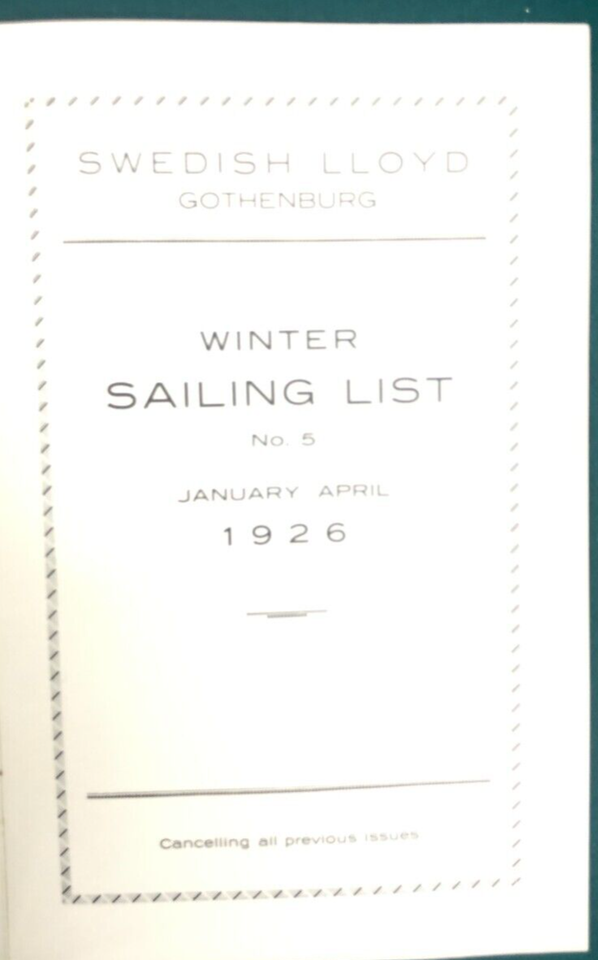 SWEDISH LLOYD
GOTHENBURG
WINTER
SAILING LIST
No. 5
JANUARY APRIL
1926
Cancelling all previous issues